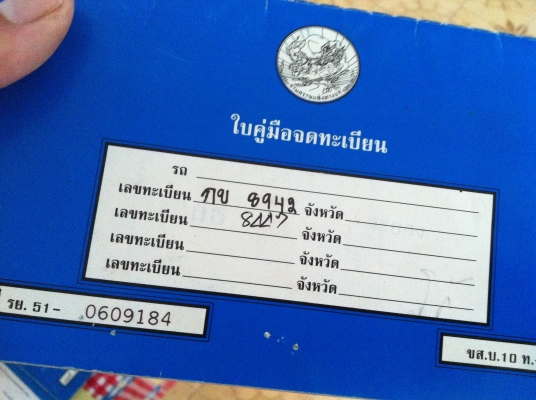 ใบคู่มือจดทะเบียน
รถ
เลขทะเบียน กข 8942 จังหวัด
เลขทะเบียน จังหวัด
เลขทะเบียน จังหวัด
เลขทะเบียน จังหวัด
รย. 51- 0609184
ขส.บ.10 ท.